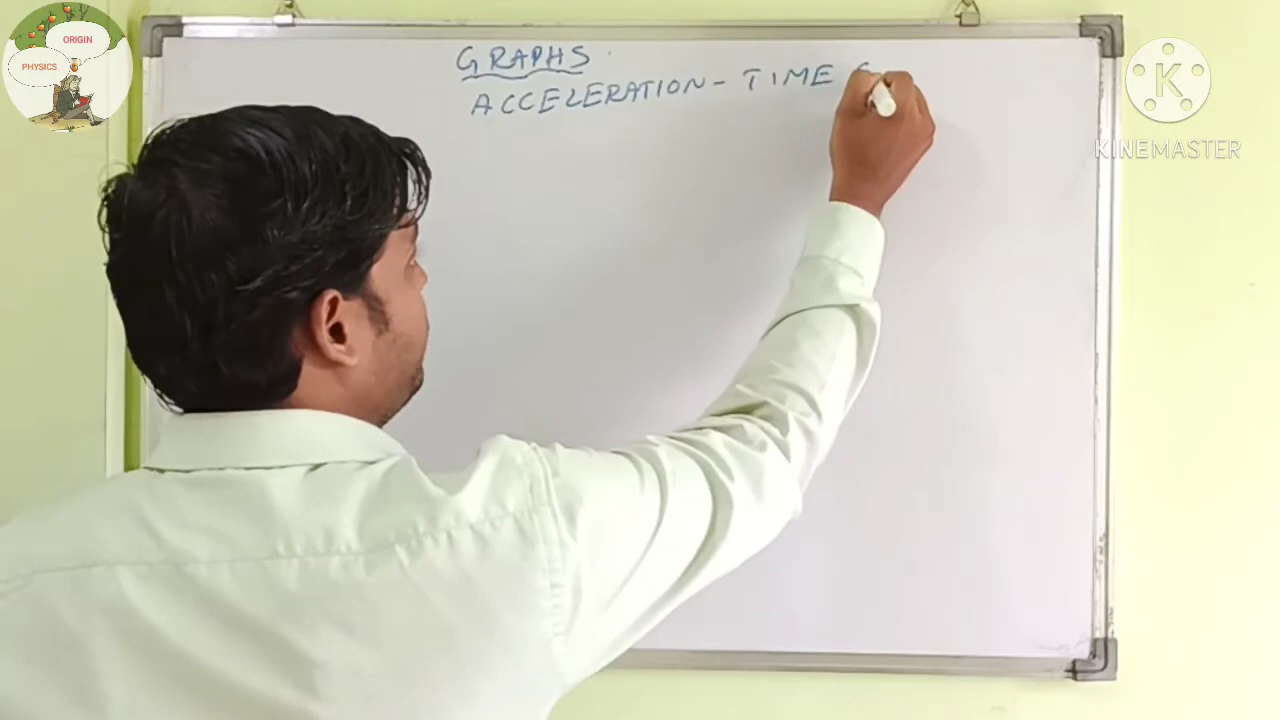 ORIGIN
PHYSICS
GRAPHS
ACCELERATION - TIME
K
KINEMASTER